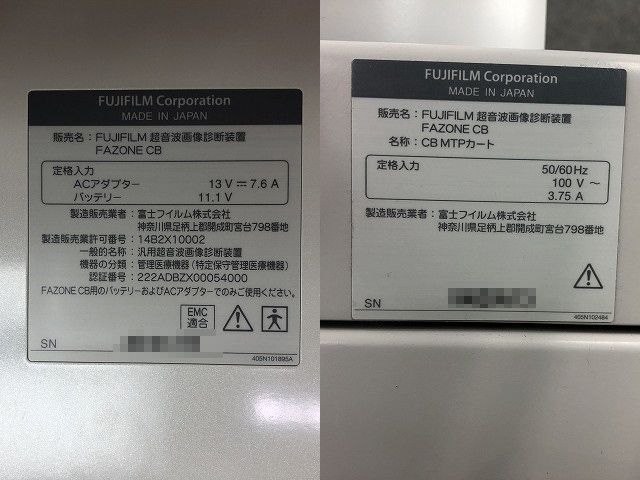 FUJIFILM Corporation
MADE IN JAPAN
販売名：FUJIFILM 超音波画像診断装置
FAZONE CB
定格入力
ACアダプター 13 V ⎓ 7.6 A
バッテリー 11.1 V
製造販売業者：富士フイルム株式会社
神奈川県足柄上郡開成町宮台798番地
製造販売業許可番号：14B2X10002
一般的名称：汎用超音波画像診断装置
機器の分類：管理医療機器（特定保守管理医療機器）
認証番号：222ADBZX00054000
FAZONE CB用のバッテリーおよびACアダプターでのみご使用ください。
EMC
適合
SN
405N101895A
FUJIFILM Corporation
MADE IN JAPAN
販売名：FUJIFILM 超音波画像診断装置
FAZONE CB
名称：CB MTPカート
定格入力 50/60Hz
100 V ～
3.75 A
製造販売業者：富士フイルム株式会社
神奈川県足柄上郡開成町宮台798番地
SN
405N102484